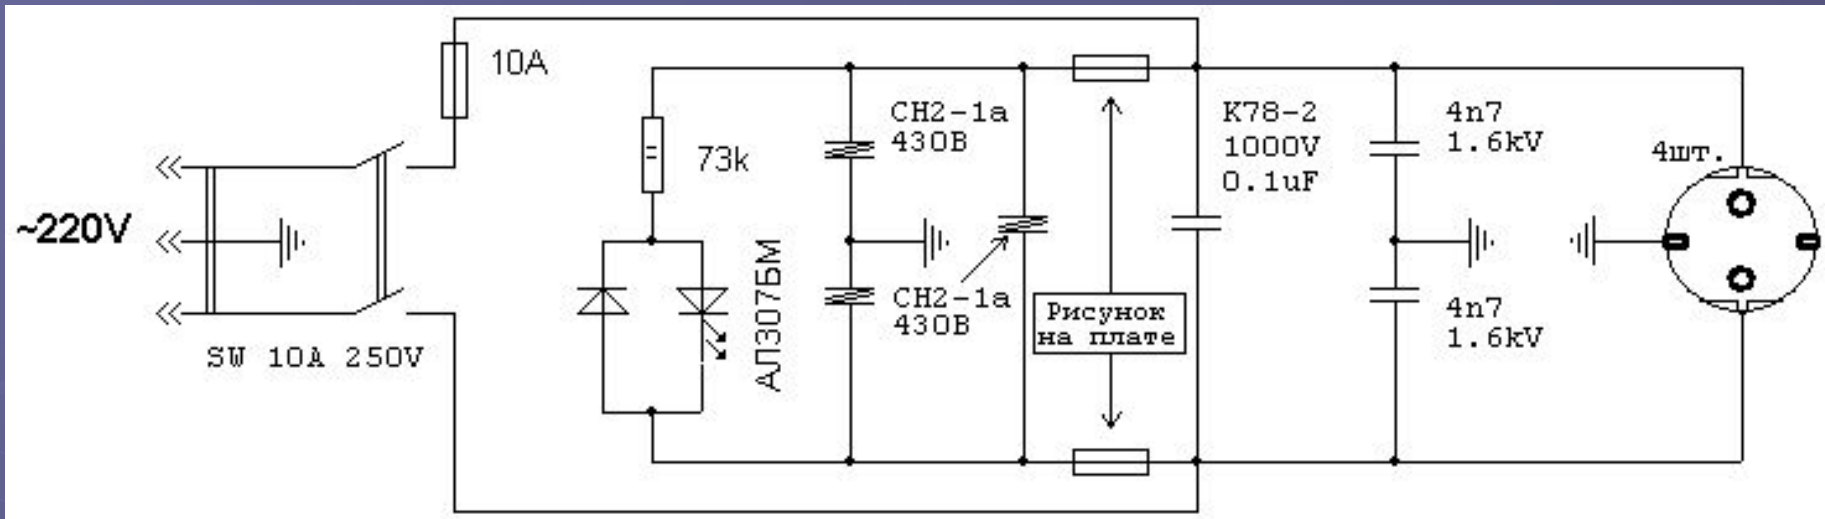 10A
~220V
SW 10A 250V
73k
АЛ307БМ
СН2-1а
430В
СН2-1а
430В
Рисунок
на плате
К78-2
1000V
0.1uF
4n7
1.6kV
4n7
1.6kV
4шт.